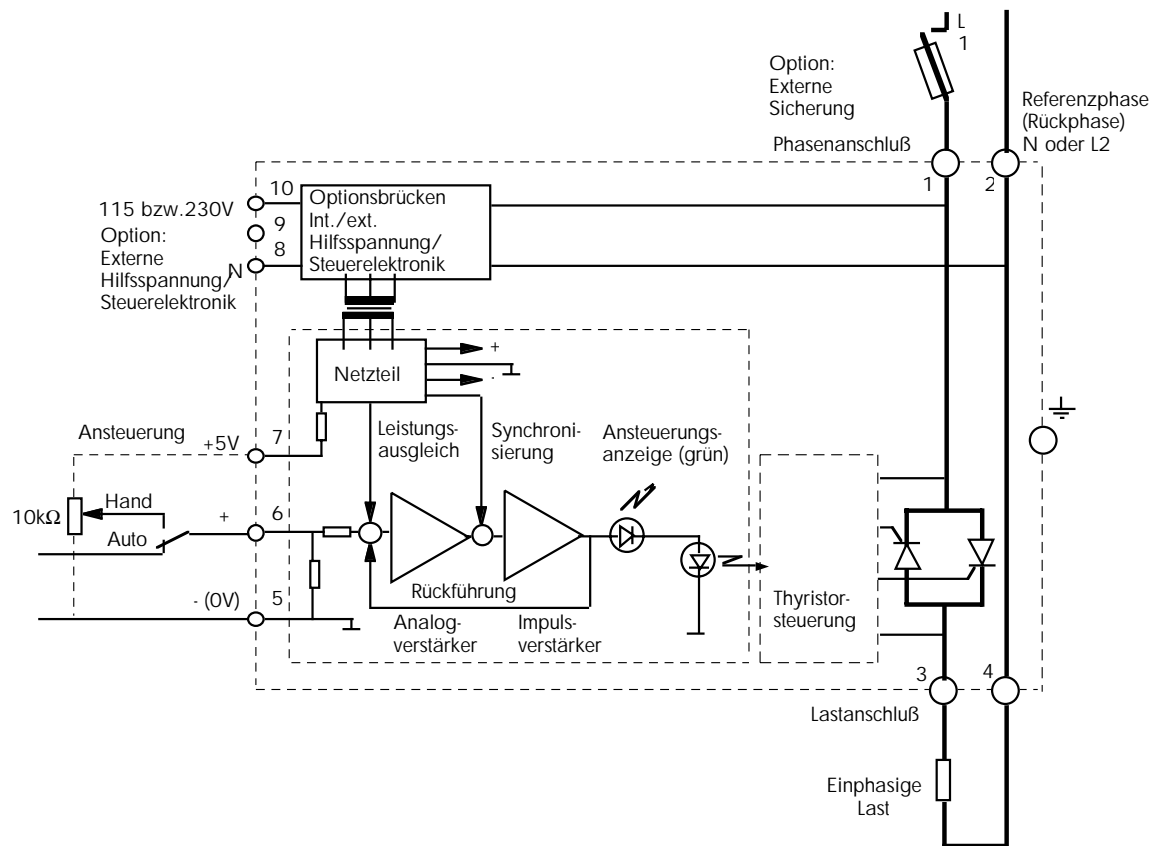 L
1
Option:
Externe
Sicherung
Referenzphase
(Rückphase)
N oder L2
Phasenanschluß
1
2
115 bzw.230V
10
9
8
Option:
Externe
Hilfsspannung/
Steuerelektronik
N
Optionsbrücken
Int./ext.
Hilfsspannung/
Steuerelektronik
Netzteil
+
-
Ansteuerung
+5V
7
Leistungs-
ausgleich
Synchroni-
sierung
Ansteuerungs-
anzeige (grün)
10kΩ
Hand
Auto
+
6
- (0V)
5
Rückführung
Analog-
verstärker
Impuls-
verstärker
Thyristor-
steuerung
3
4
Lastanschluß
Einphasige
Last